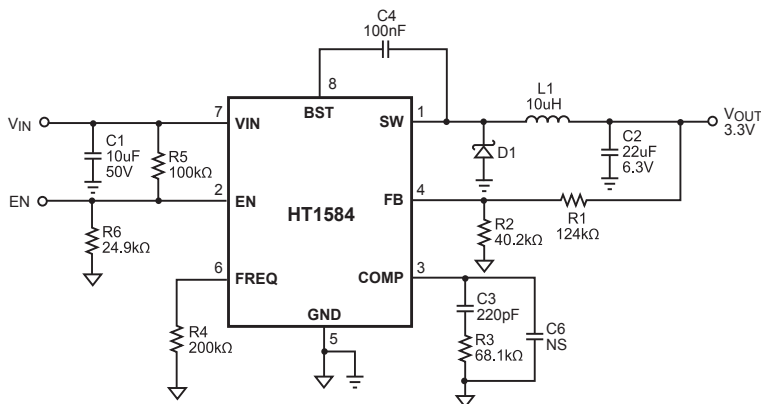 C4
100nF
8
BST
L1
10uH
VIN
7
VIN
SW
1
VOUT
3.3V
C1
10uF
50V
R5
100kΩ
D1
C2
22uF
6.3V
EN
2
EN
HT1584
FB
4
R1
124kΩ
R2
40.2kΩ
R6
24.9kΩ
6
FREQ
COMP
3
GND
5
C3
220pF
C6
NS
R4
200kΩ
R3
68.1kΩ